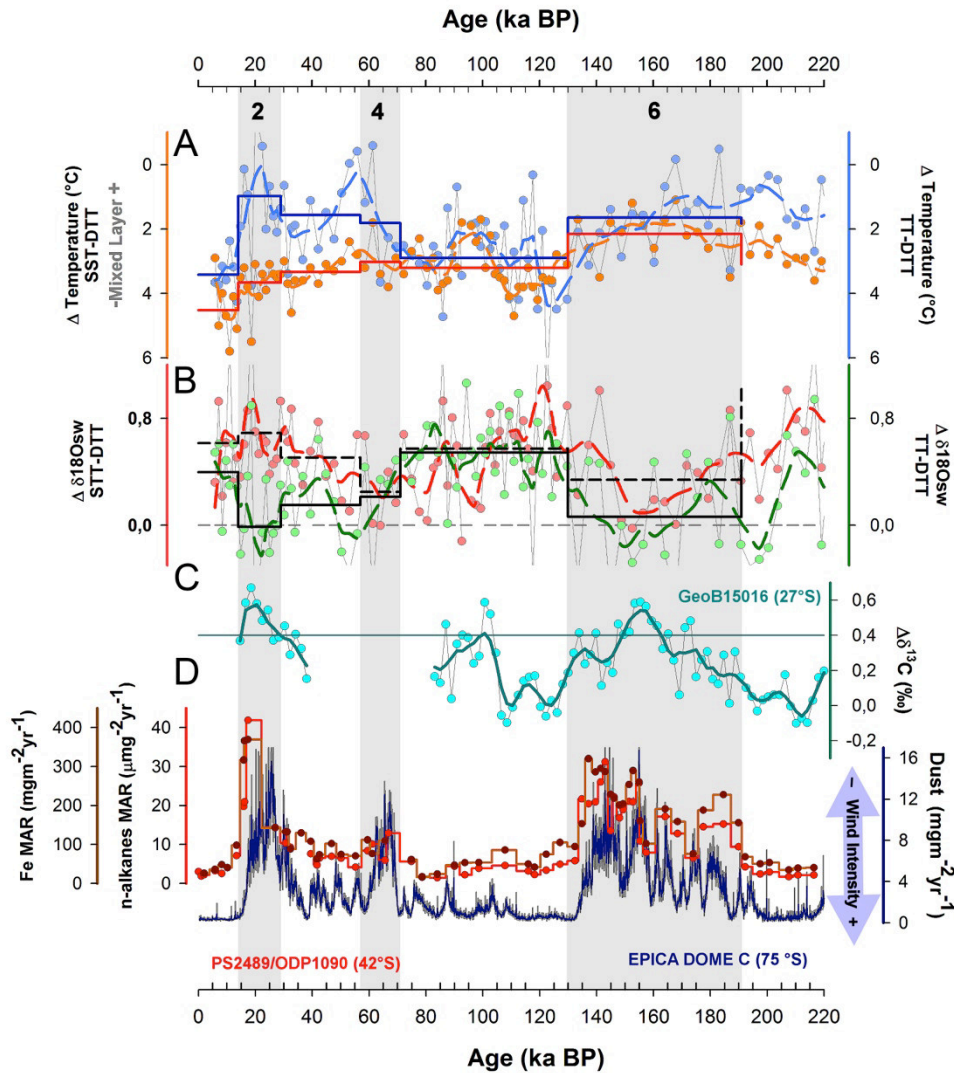 Age (ka BP)
0 20 40 60 80 100 120 140 160 180 200 220
2 4 6
A
Δ Temperature (°C)
SST-DTT
-Mixed Layer +
0
2
4
6
0
2
4
6
Δ Temperature (°C)
TT-DTT
B
Δ δ18Osw
STT-DTT
0,8
0,0
0,8
0,0
Δ δ18Osw
TT-DTT
C
GeoB15016 (27°S)
0,6
0,4
0,2
0,0
-0,2
Δδ¹³C (‰)
D
Fe MAR (mgm⁻²yr⁻¹)
400
300
200
100
0
n-alkanes MAR (µmg⁻²yr⁻¹)
40
30
20
10
0
16
12
8
4
0
Dust (mgm⁻²yr⁻¹)
– Wind Intensity +
PS2489/ODP1090 (42°S)
EPICA DOME C (75 °S)
0 20 40 60 80 100 120 140 160 180 200 220
Age (ka BP)